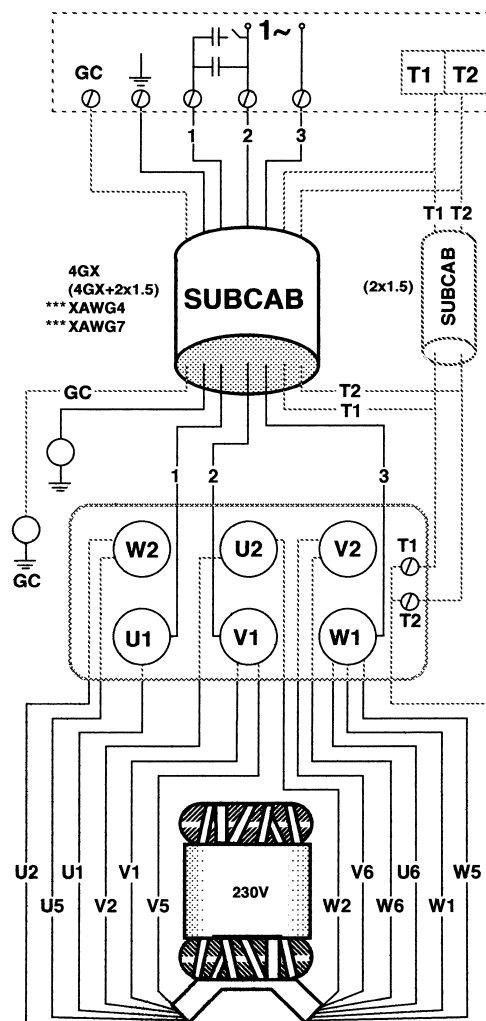 1~
GC
T1 T2
1 2 3
T1 T2
4GX
(4GX+2x1.5)
***XAWG4
***XAWG7
SUBCAB
(2x1.5)
SUBCAB
GC
T2
T1
1 2 3
GC
W2 U2 V2
T1
U1 V1 W1
T2
U2 U1 V1 V6 U6 W5
U5 V2 V5 W2 W6 W1
230V